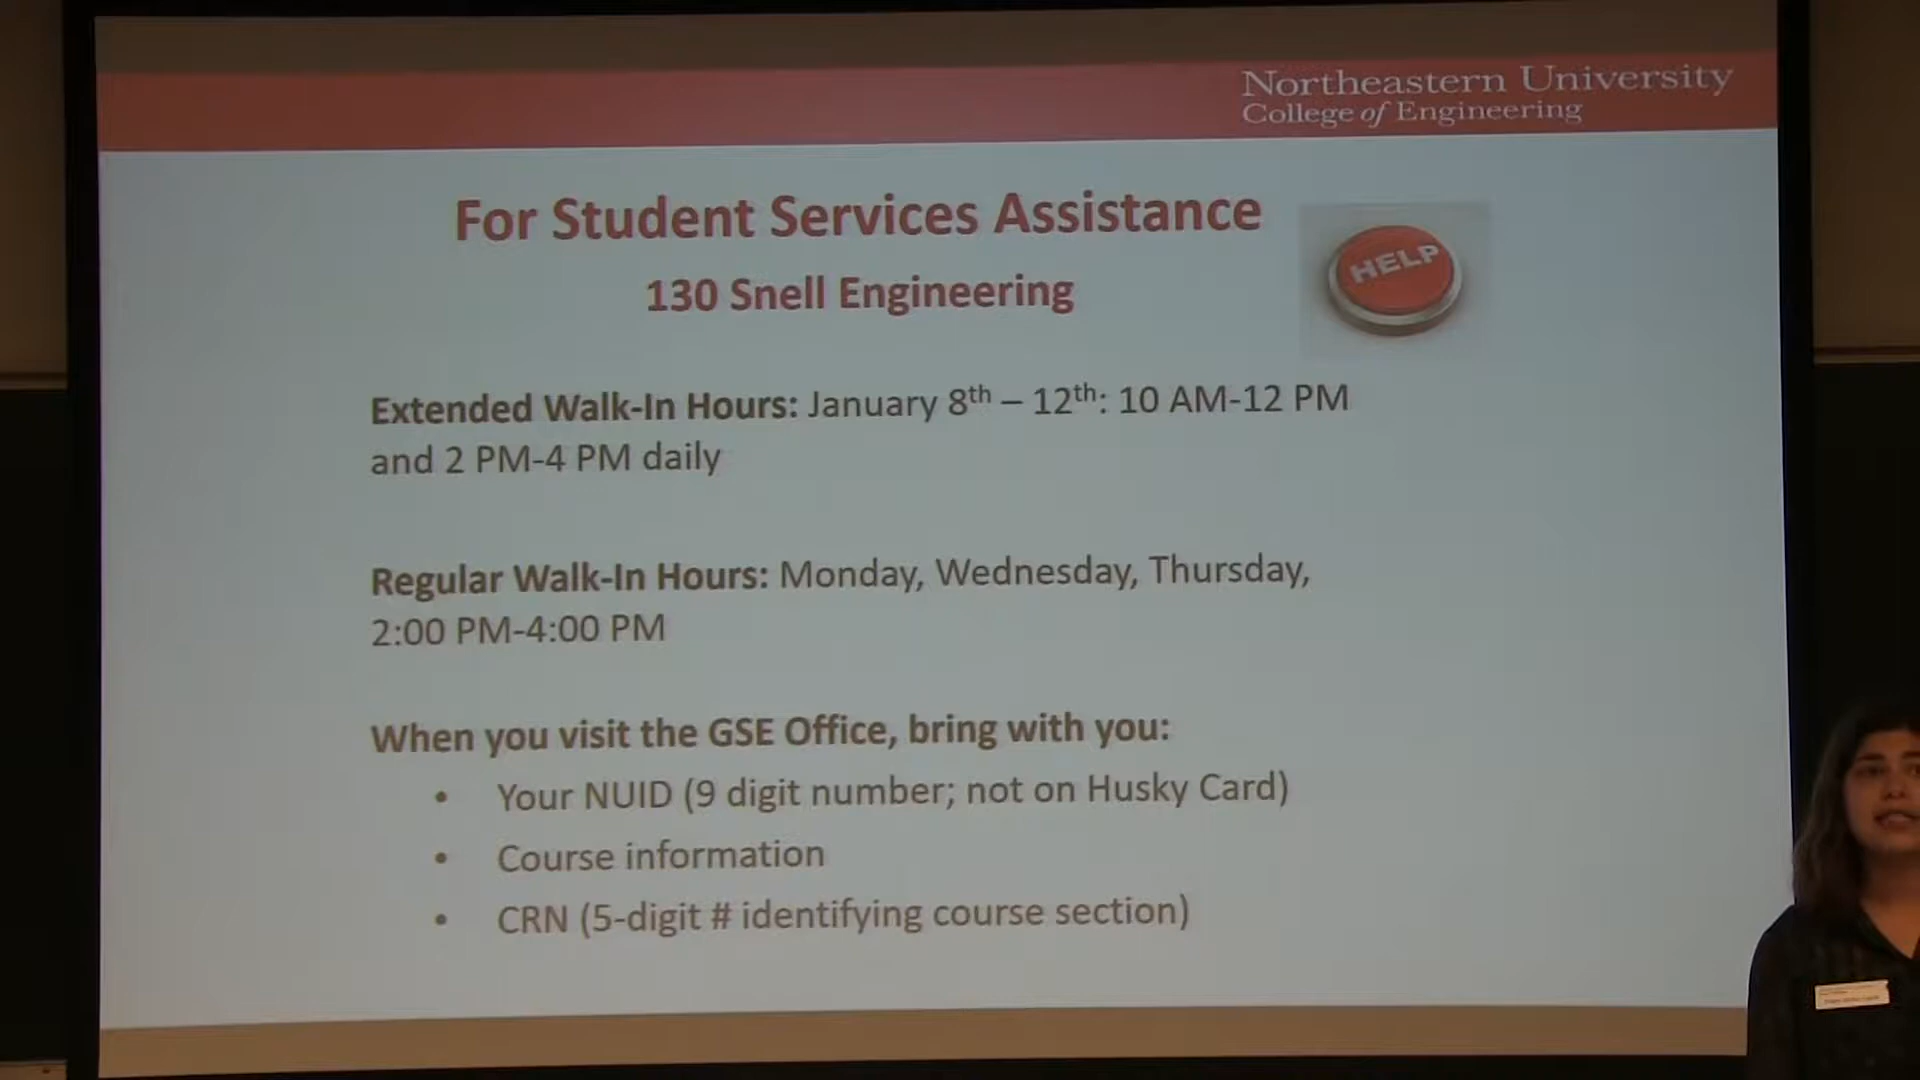 Northeastern University
College of Engineering
For Student Services Assistance
HELP
130 Snell Engineering
Extended Walk-In Hours: January 8th – 12th: 10 AM-12 PM
and 2 PM-4 PM daily
Regular Walk-In Hours: Monday, Wednesday, Thursday,
2:00 PM-4:00 PM
When you visit the GSE Office, bring with you:
• Your NUID (9 digit number; not on Husky Card)
• Course information
• CRN (5-digit # identifying course section)